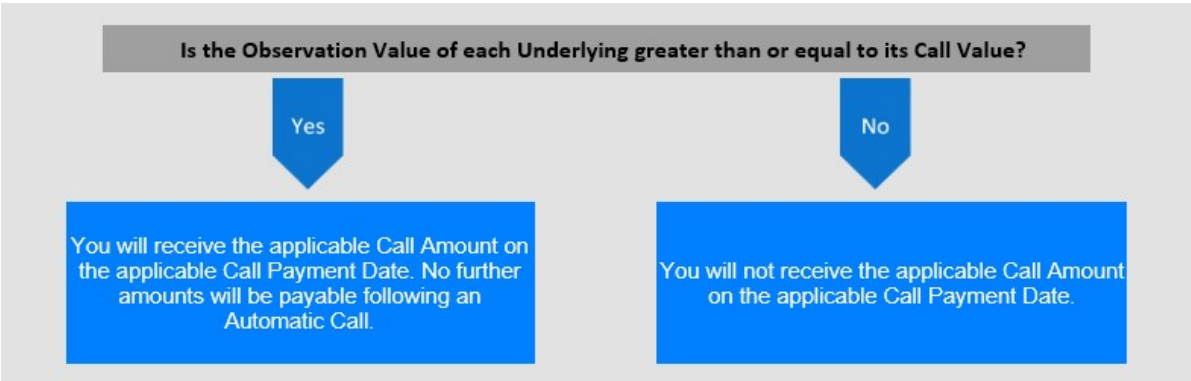 Is the Observation Value of each Underlying greater than or equal to its Call Value?
Yes
No
You will receive the applicable Call Amount on
the applicable Call Payment Date. No further
amounts will be payable following an
Automatic Call.
You will not receive the applicable Call Amount
on the applicable Call Payment Date.